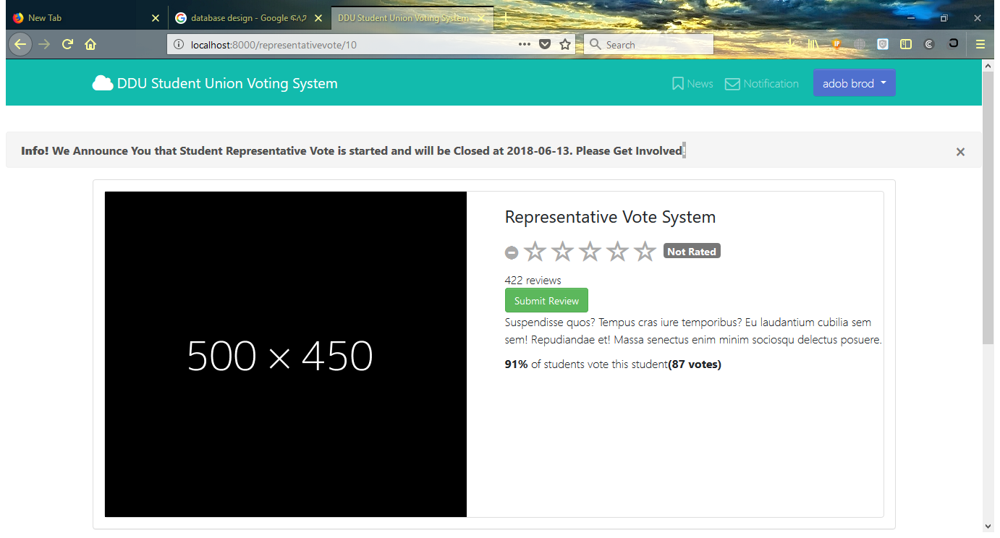 New Tab
database design - Google ፍለጋ
DDU Student Union Voting System
localhost:8000/representativevote/10
Search
DDU Student Union Voting System
News
Notification
adob brod
Info! We Announce You that Student Representative Vote is started and will be Closed at 2018-06-13. Please Get Involved
500 × 450
Representative Vote System
Not Rated
422 reviews
Submit Review
Suspendisse quos? Tempus cras iure temporibus? Eu laudantium cubilia sem
sem! Repudiandae et! Massa senectus enim minim sociosqu delectus posuere.
91% of students vote this student(87 votes)